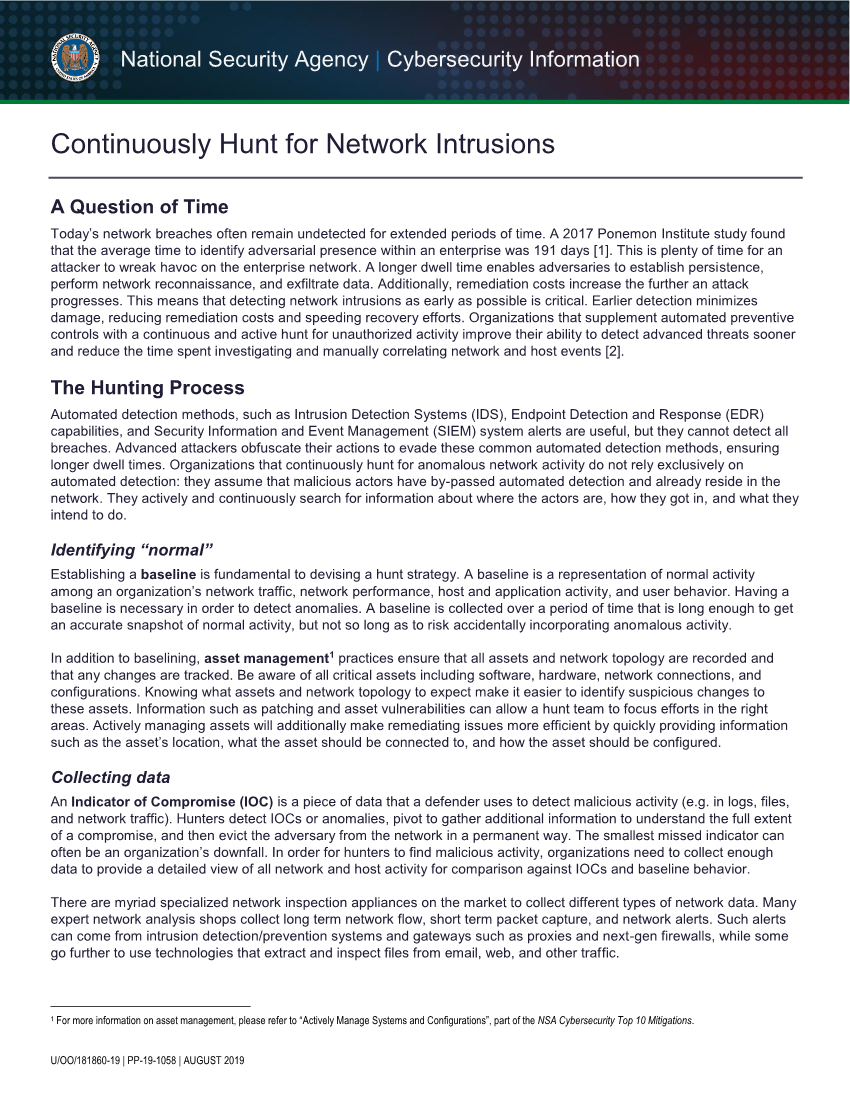 National Security Agency | Cybersecurity Information
Continuously Hunt for Network Intrusions
A Question of Time
Today's network breaches often remain undetected for extended periods of time. A 2017 Ponemon Institute study found
that the average time to identify adversarial presence within an enterprise was 191 days [1]. This is plenty of time for an
attacker to wreak havoc on the enterprise network. A longer dwell time enables adversaries to establish persistence,
perform network reconnaissance, and exfiltrate data. Additionally, remediation costs increase the further an attack
progresses. This means that detecting network intrusions as early as possible is critical. Earlier detection minimizes
damage, reducing remediation costs and speeding recovery efforts. Organizations that supplement automated preventive
controls with a continuous and active hunt for unauthorized activity improve their ability to detect advanced threats sooner
and reduce the time spent investigating and manually correlating network and host events [2].
The Hunting Process
Automated detection methods, such as Intrusion Detection Systems (IDS), Endpoint Detection and Response (EDR)
capabilities, and Security Information and Event Management (SIEM) system alerts are useful, but they cannot detect all
breaches. Advanced attackers obfuscate their actions to evade these common automated detection methods, ensuring
longer dwell times. Organizations that continuously hunt for anomalous network activity do not rely exclusively on
automated detection: they assume that malicious actors have by-passed automated detection and already reside in the
network. They actively and continuously search for information about where the actors are, how they got in, and what they
intend to do.
Identifying "normal"
Establishing a baseline is fundamental to devising a hunt strategy. A baseline is a representation of normal activity
among an organization's network traffic, network performance, host and application activity, and user behavior. Having a
baseline is necessary in order to detect anomalies. A baseline is collected over a period of time that is long enough to get
an accurate snapshot of normal activity, but not so long as to risk accidentally incorporating anomalous activity.
In addition to baselining, asset management¹ practices ensure that all assets and network topology are recorded and
that any changes are tracked. Be aware of all critical assets including software, hardware, network connections, and
configurations. Knowing what assets and network topology to expect make it easier to identify suspicious changes to
these assets. Information such as patching and asset vulnerabilities can allow a hunt team to focus efforts in the right
areas. Actively managing assets will additionally make remediating issues more efficient by quickly providing information
such as the asset's location, what the asset should be connected to, and how the asset should be configured.
Collecting data
An Indicator of Compromise (IOC) is a piece of data that a defender uses to detect malicious activity (e.g. in logs, files,
and network traffic). Hunters detect IOCs or anomalies, pivot to gather additional information to understand the full extent
of a compromise, and then evict the adversary from the network in a permanent way. The smallest missed indicator can
often be an organization's downfall. In order for hunters to find malicious activity, organizations need to collect enough
data to provide a detailed view of all network and host activity for comparison against IOCs and baseline behavior.
There are myriad specialized network inspection appliances on the market to collect different types of network data. Many
expert network analysis shops collect long term network flow, short term packet capture, and network alerts. Such alerts
can come from intrusion detection/prevention systems and gateways such as proxies and next-gen firewalls, while some
go further to use technologies that extract and inspect files from email, web, and other traffic.
¹ For more information on asset management, please refer to "Actively Manage Systems and Configurations", part of the NSA Cybersecurity Top 10 Mitigations.
U/OO/181860-19 | PP-19-1058 | AUGUST 2019